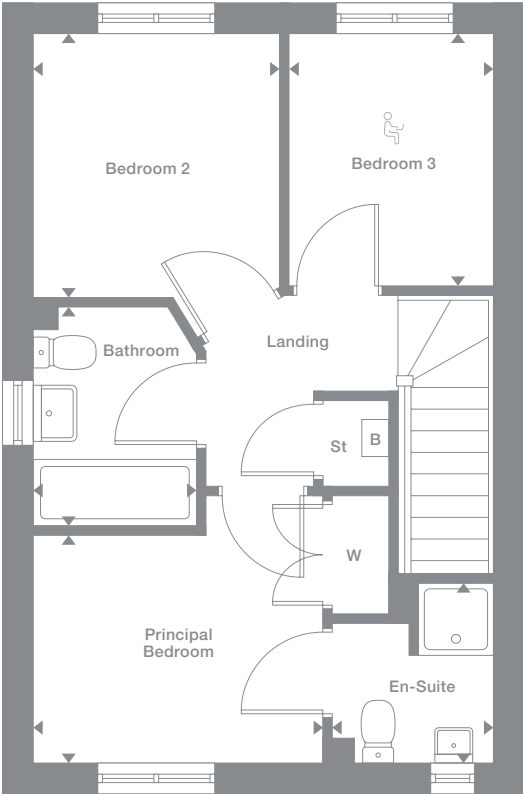 Bedroom 2
Bedroom 3
Landing
Bathroom
St
B
W
Principal
Bedroom
En-Suite